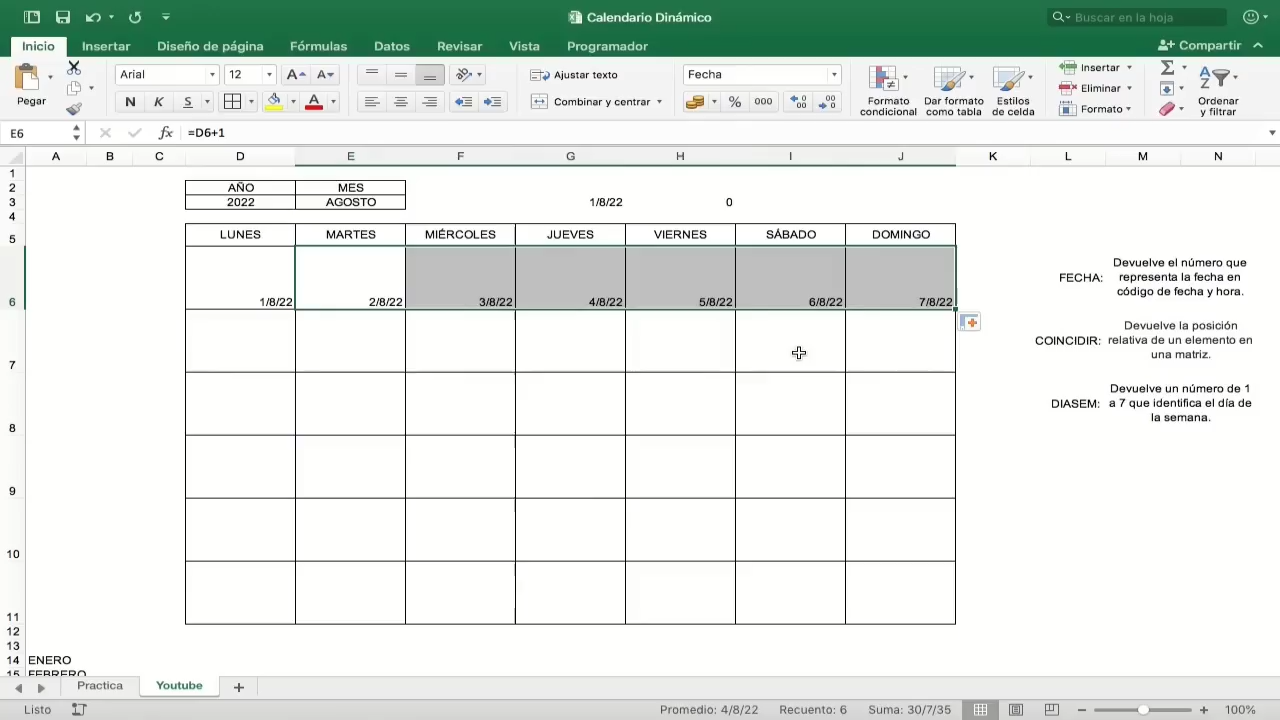 Calendario Dinámico
Buscar en la hoja
Inicio Insertar Diseño de página Fórmulas Datos Revisar Vista Programador Compartir
Pegar Arial 12 Ajustar texto Fecha Formato condicional Dar formato como tabla Estilos de celda Insertar Ordenar y filtrar
N K S A Combinar y centrar % 000 Eliminar
Formato
E6 fx =D6+1
A B C D E F G H I J K L M N
1
2 AÑO MES
3 2022 AGOSTO 1/8/22 0
4
5 LUNES MARTES MIÉRCOLES JUEVES VIERNES SÁBADO DOMINGO
6 1/8/22 2/8/22 3/8/22 4/8/22 5/8/22 6/8/22 7/8/22
FECHA: Devuelve el número que
representa la fecha en
código de fecha y hora.
7
COINCIDIR: Devuelve la posición
relativa de un elemento en
una matriz.
8
DIASEM: Devuelve un número de 1
a 7 que identifica el día de
la semana.
9
10
11
12
13
14 ENERO
15 FEBRERO
Practica Youtube +
Listo Promedio: 4/8/22 Recuento: 6 Suma: 30/7/35 100%